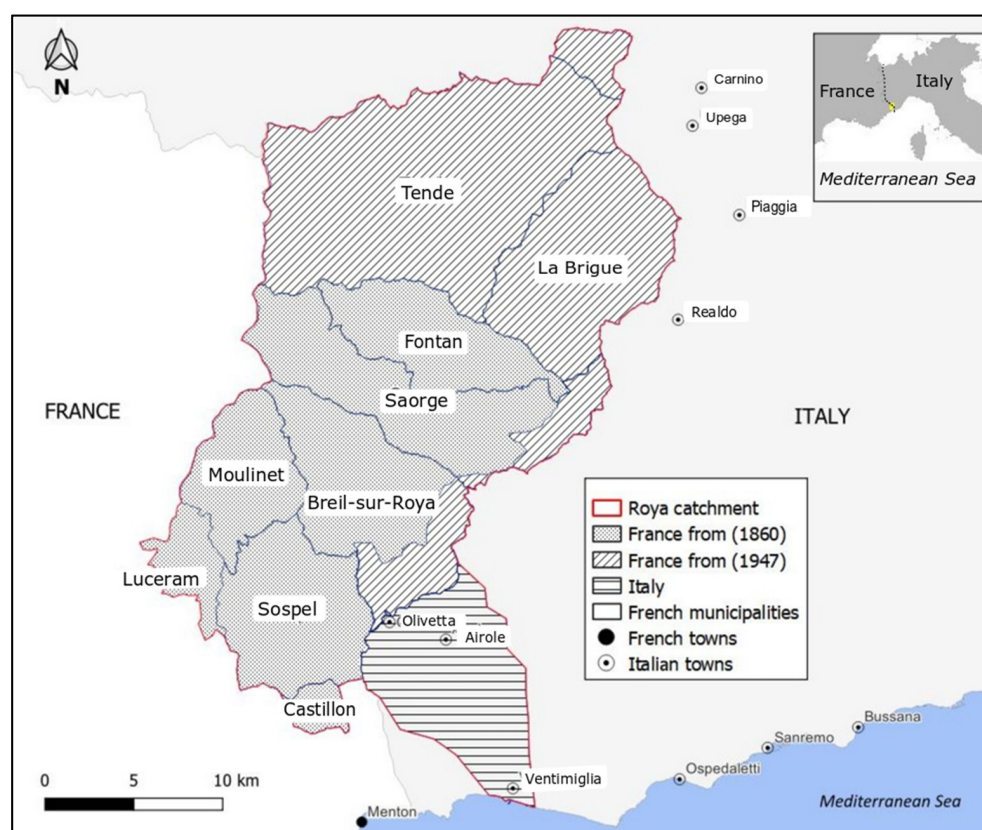 N
Carnino
Upega
Piaggia
Realdo
France
Italy
Mediterranean Sea
Tende
La Brigue
Fontan
Saorge
FRANCE
ITALY
Moulinet
Breil-sur-Roya
Luceram
Sospel
Castillon
Olivetta
Airole
Ventimiglia
Roya catchment
France from (1860)
France from (1947)
Italy
French municipalities
French towns
Italian towns
Bussana
Sanremo
Ospedaletti
Menton
Mediterranean Sea
0 5 10 km